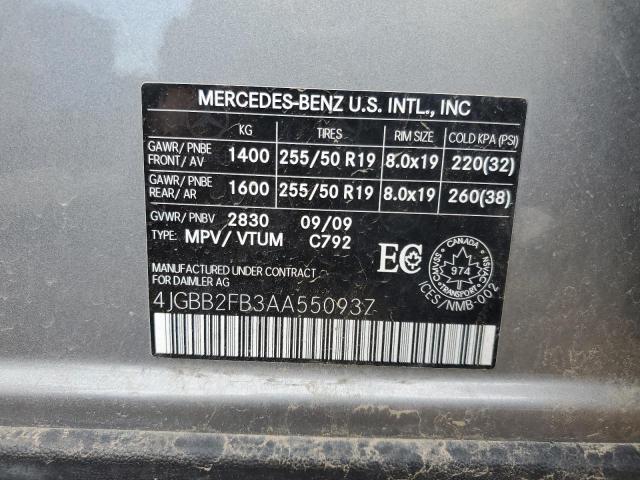 MERCEDES-BENZ U.S. INTL., INC
KG TIRES RIM SIZE COLD KPA (PSI)
GAWR/ PNBE FRONT/ AV 1400 255/50 R19 8.0x19 220(32)
GAWR/ PNBE REAR/ AR 1600 255/50 R19 8.0x19 260(38)
GVWR/ PNBV 2830 09/09
TYPE: MPV/ VTUM C792
MANUFACTURED UNDER CONTRACT
FOR DAIMLER AG
EC
CANADA
CMVSS 974 NSVAC
ICES/NMB-002
4JGBB2FB3AA550937